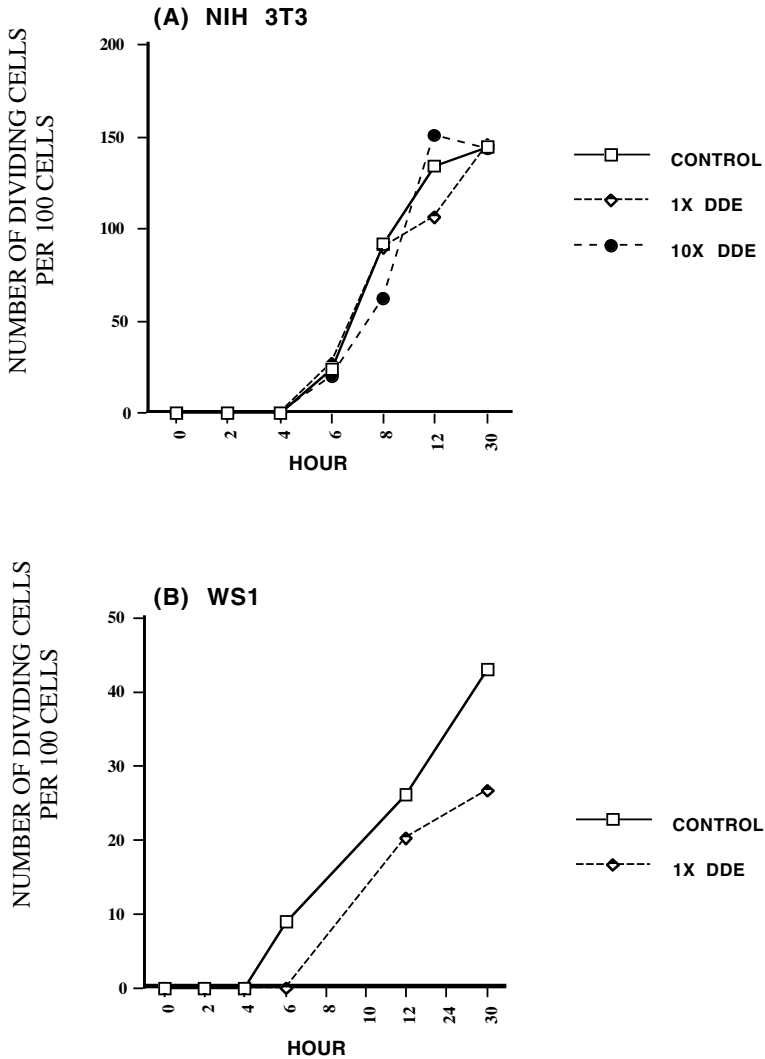 (A) NIH 3T3
NUMBER OF DIVIDING CELLS
PER 100 CELLS
200
150
100
50
0
0 2 4 6 8 12 30
HOUR
CONTROL
1X DDE
10X DDE
(B) WS1
NUMBER OF DIVIDING CELLS
PER 100 CELLS
50
40
30
20
10
0
0 2 4 6 8 10 12 24 30
HOUR
CONTROL
1X DDE